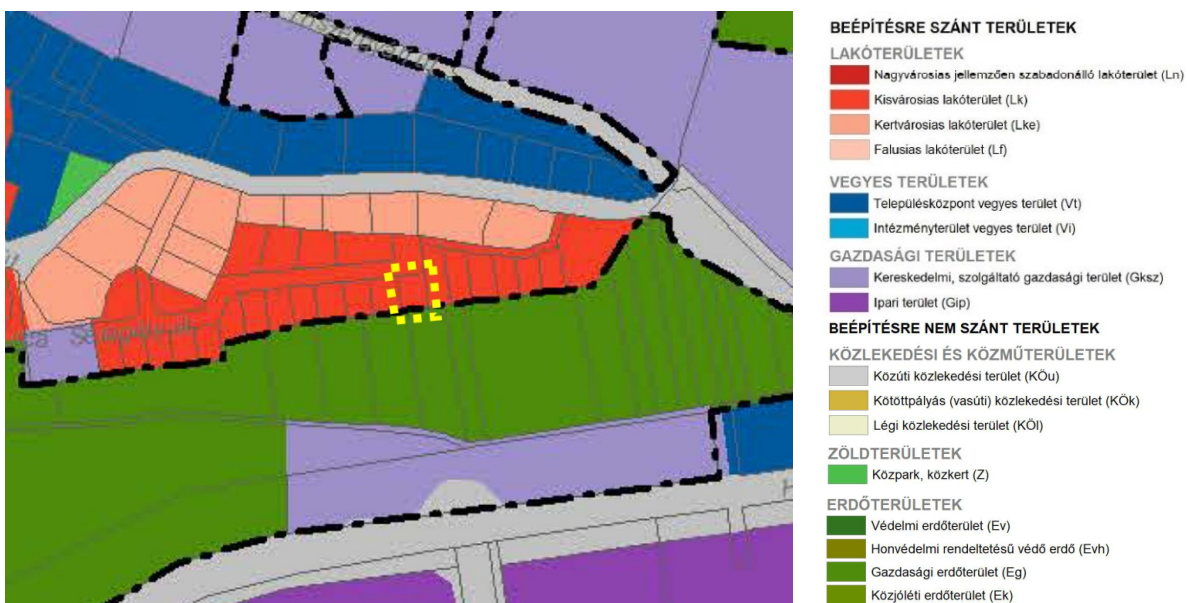 BEÉPÍTÉSRE SZÁNT TERÜLETEK
LAKÓTERÜLETEK
Nagyvárosias jellemzően szabadonálló lakóterület (Ln)
Kisvárosias lakóterület (Lk)
Kertvárosias lakóterület (Lke)
Falusias lakóterület (Lf)
VEGYES TERÜLETEK
Településközpont vegyes terület (Vt)
Intézményterület vegyes terület (Vi)
GAZDASÁGI TERÜLETEK
Kereskedelmi, szolgáltató gazdasági terület (Gksz)
Ipari terület (Gip)
BEÉPÍTÉSRE NEM SZÁNT TERÜLETEK
KÖZLEKEDÉSI ÉS KÖZMŰTERÜLETEK
Közúti közlekedési terület (KÖu)
Kötöttpályás (vasúti) közlekedési terület (KÖk)
Légi közlekedési terület (KÖl)
ZÖLDTERÜLETEK
Közpark, közkert (Z)
ERDŐTERÜLETEK
Védelmi erdőterület (Ev)
Honvédelmi rendeltetésű védő erdő (Evh)
Gazdasági erdőterület (Eg)
Közjóléti erdőterület (Ek)